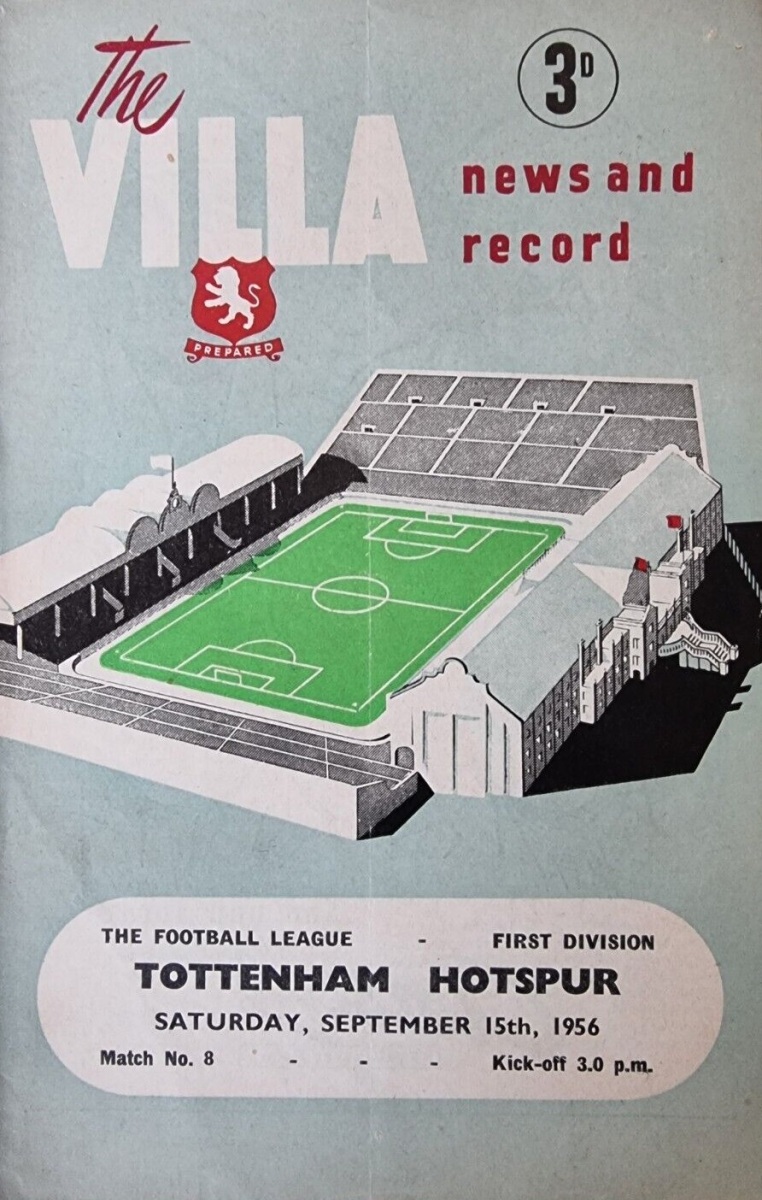 The
VILLA
3D
news and
record
PREPARED
THE FOOTBALL LEAGUE - FIRST DIVISION
TOTTENHAM HOTSPUR
SATURDAY, SEPTEMBER 15th, 1956
Match No. 8 - - - Kick-off 3.0 p.m.